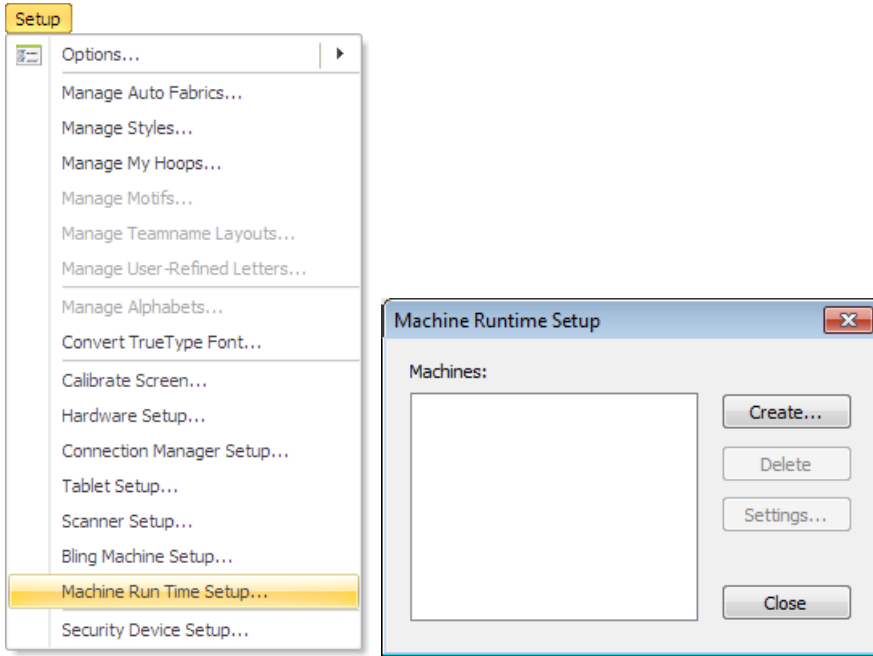 Setup
Options...
Manage Auto Fabrics...
Manage Styles...
Manage My Hoops...
Manage Motifs...
Manage Teamname Layouts...
Manage User-Refined Letters...
Manage Alphabets...
Convert TrueType Font...
Calibrate Screen...
Hardware Setup...
Connection Manager Setup...
Tablet Setup...
Scanner Setup...
Bling Machine Setup...
Machine Run Time Setup...
Security Device Setup...
Machine Runtime Setup
Machines:
Create...
Delete
Settings...
Close